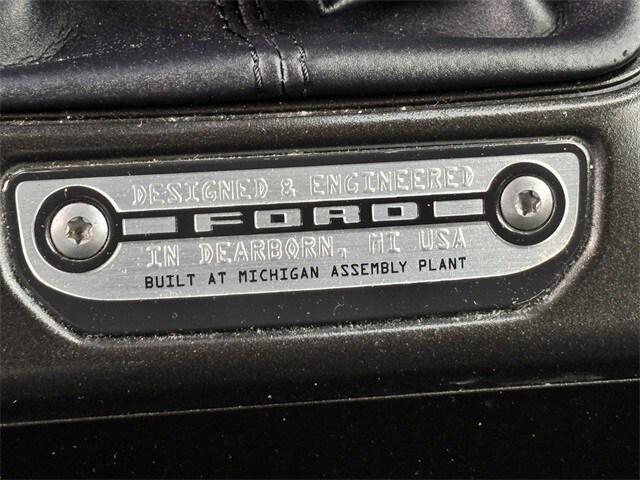 DESIGNED & ENGINEERED
FORD
IN DEARBORN, MI USA
BUILT AT MICHIGAN ASSEMBLY PLANT